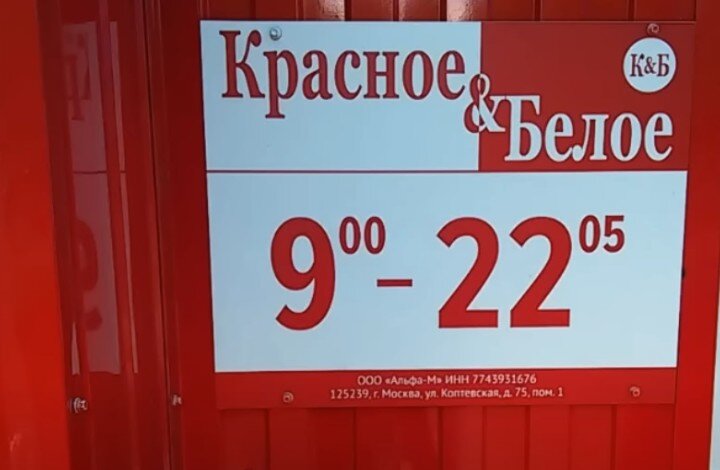 Красное
&Белое
К&Б
9⁰⁰ – 22⁰⁵
ООО «Альфа-М» ИНН 7743931676
125239, г. Москва, ул. Коптевская, д. 75, пом. 1